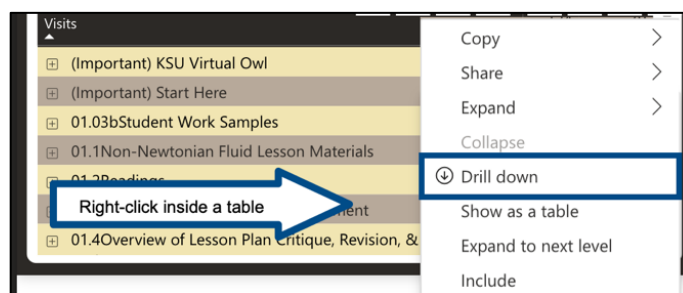 Visits
(Important) KSU Virtual Owl
(Important) Start Here
01.03bStudent Work Samples
01.1Non-Newtonian Fluid Lesson Materials
01.2Readings
Right-click inside a table
01.4Overview of Lesson Plan Critique, Revision, &
Copy
Share
Expand
Collapse
Drill down
Show as a table
Expand to next level
Include